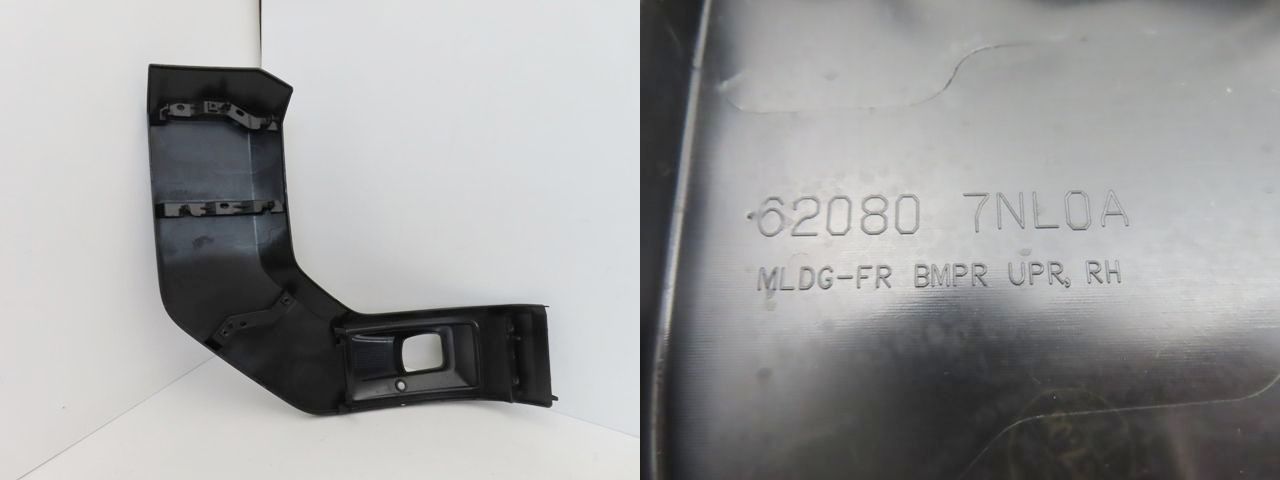 62080 7NL0A
MLDG-FR BMPR UPR, RH